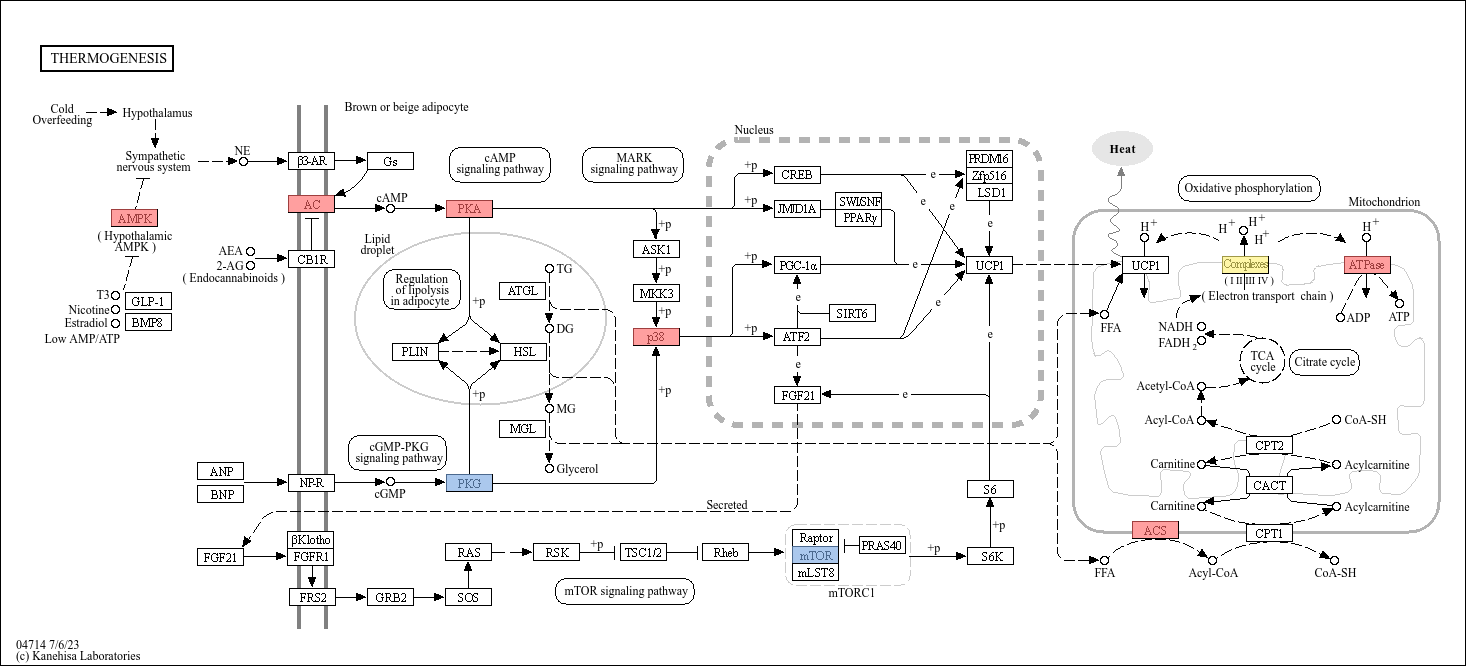 THERMOGENESIS
Cold
Overfeeding
Hypothalamus
Sympathetic
nervous system
NE
AMPK
( Hypothalamic
AMPK )
T3
Nicotine
Estradiol
Low AMP/ATP
GLP-1
BMP8
AEA
2-AG
( Endocannabinoids )
Brown or beige adipocyte
β3-AR
Gs
AC
cAMP
PKA
CB1R
cAMP
signaling pathway
MARK
signaling pathway
Lipid
droplet
Regulation
of lipolysis
in adipocyte
+p
TG
ATGL
DG
PLIN
HSL
+p
MG
MGL
Glycerol
+p
ASK1
+p
MKK3
+p
p38
+p
cGMP-PKG
signaling pathway
ANP
BNP
NPR
cGMP
PKG
Nucleus
+p
CREB
+p
JMJD1A
SWISNF
PPARγ
+p
PGC-1α
SIRT6
+p
ATF2
e
FGF21
e
e
e
e
e
e
PRDM16
Zfp516
LSD1
e
UCP1
e
Secreted
FGF21
βKlotho
FGFR1
FRS2
GRB2
SOS
RAS
RSK
+p
TSC1/2
Rheb
mTOR signaling pathway
Raptor
mTOR
mLST8
PRAS40
mTORC1
+p
S6K
+p
S6
Heat
Oxidative phosphorylation
Mitochondrion
H+
UCP1
H+
H+
H+
Complexes
( I II III IV )
( Electron transport chain )
H+
ATPase
ADP
ATP
FFA
NADH
FADH2
TCA
cycle
Citrate cycle
Acetyl-CoA
Acyl-CoA
CoA-SH
CPT2
Carnitine
Acylcarnitine
CACT
Carnitine
Acylcarnitine
ACS
CPT1
FFA
Acyl-CoA
CoA-SH
04714 7/6/23
(c) Kanehisa Laboratories